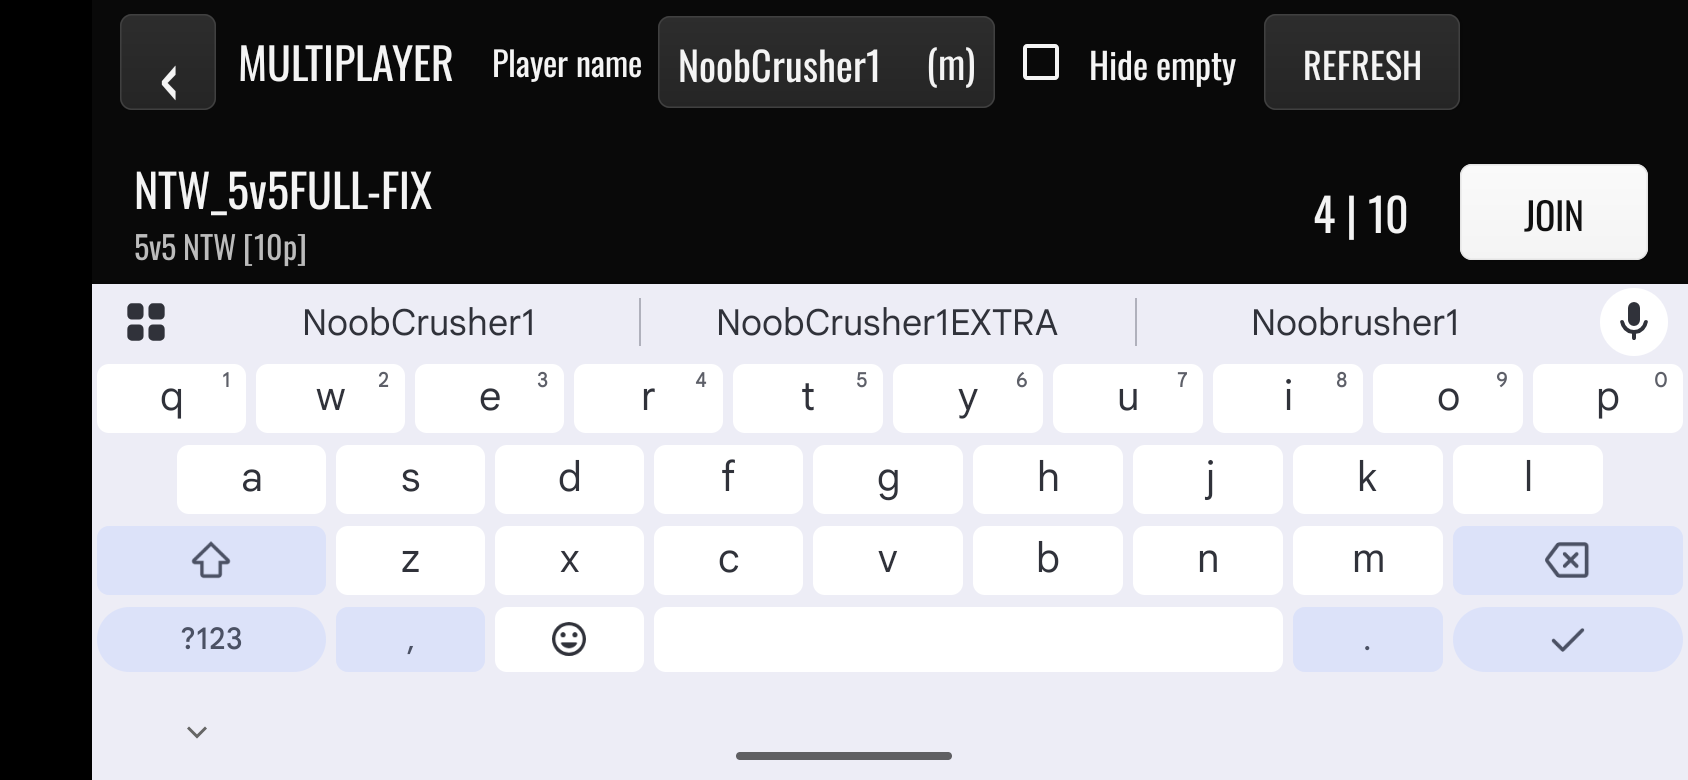 MULTIPLAYER Player name NoobCrusher1 (m) Hide empty REFRESH
NTW_5v5FULL-FIX
5v5 NTW [10p]
4 | 10 JOIN
NoobCrusher1 NoobCrusher1EXTRA Noobrusher1
q 1 w 2 e 3 r 4 t 5 y 6 u 7 i 8 o 9 p 0
a s d f g h j k l
z x c v b n m
?123 , .